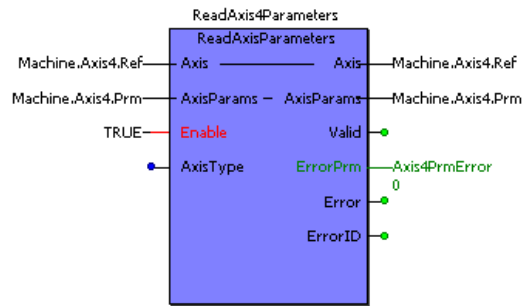 ReadAxis4Parameters
ReadAxisParameters
Machine.Axis4.Ref Axis Axis Machine.Axis4.Ref
Machine.Axis4.Prm AxisParams AxisParams Machine.Axis4.Prm
TRUE Enable Valid
AxisType ErrorPrm Axis4PrmError
0
Error
ErrorID